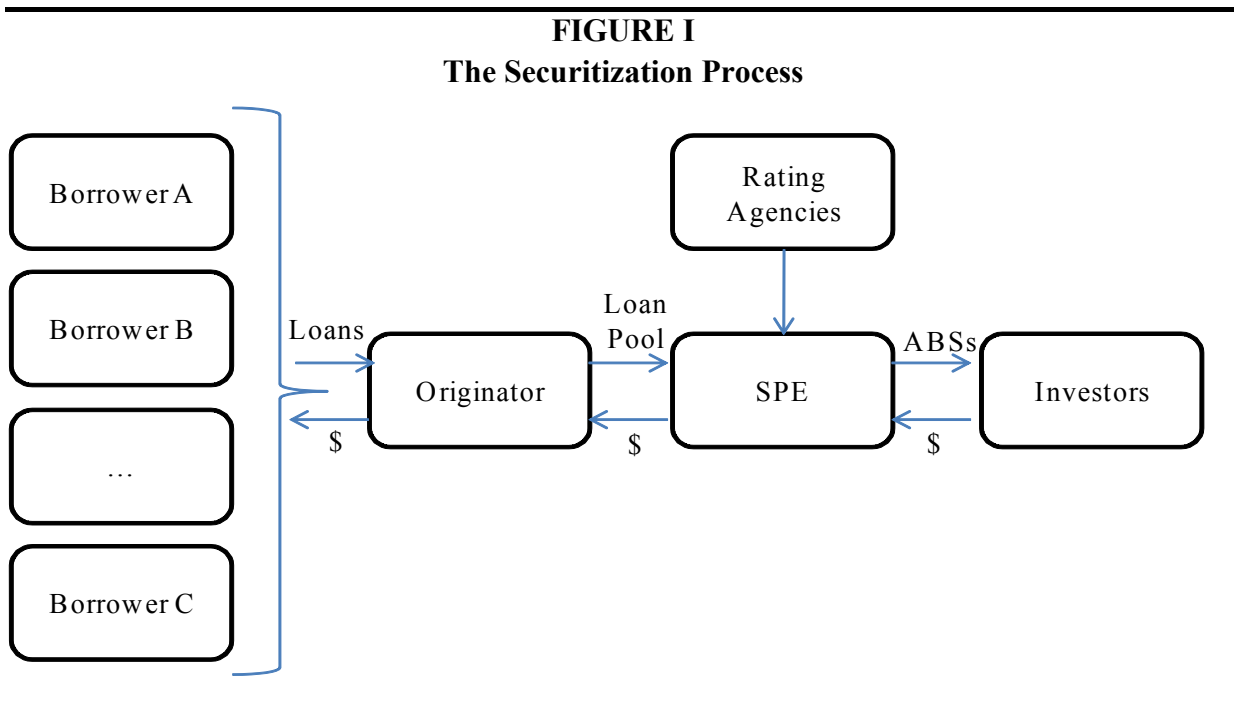 FIGURE I
The Securitization Process
Borrower A
Borrower B
…
Borrower C
Loans
$
Originator
Loan
Pool
$
Rating
Agencies
SPE
ABSs
$
Investors